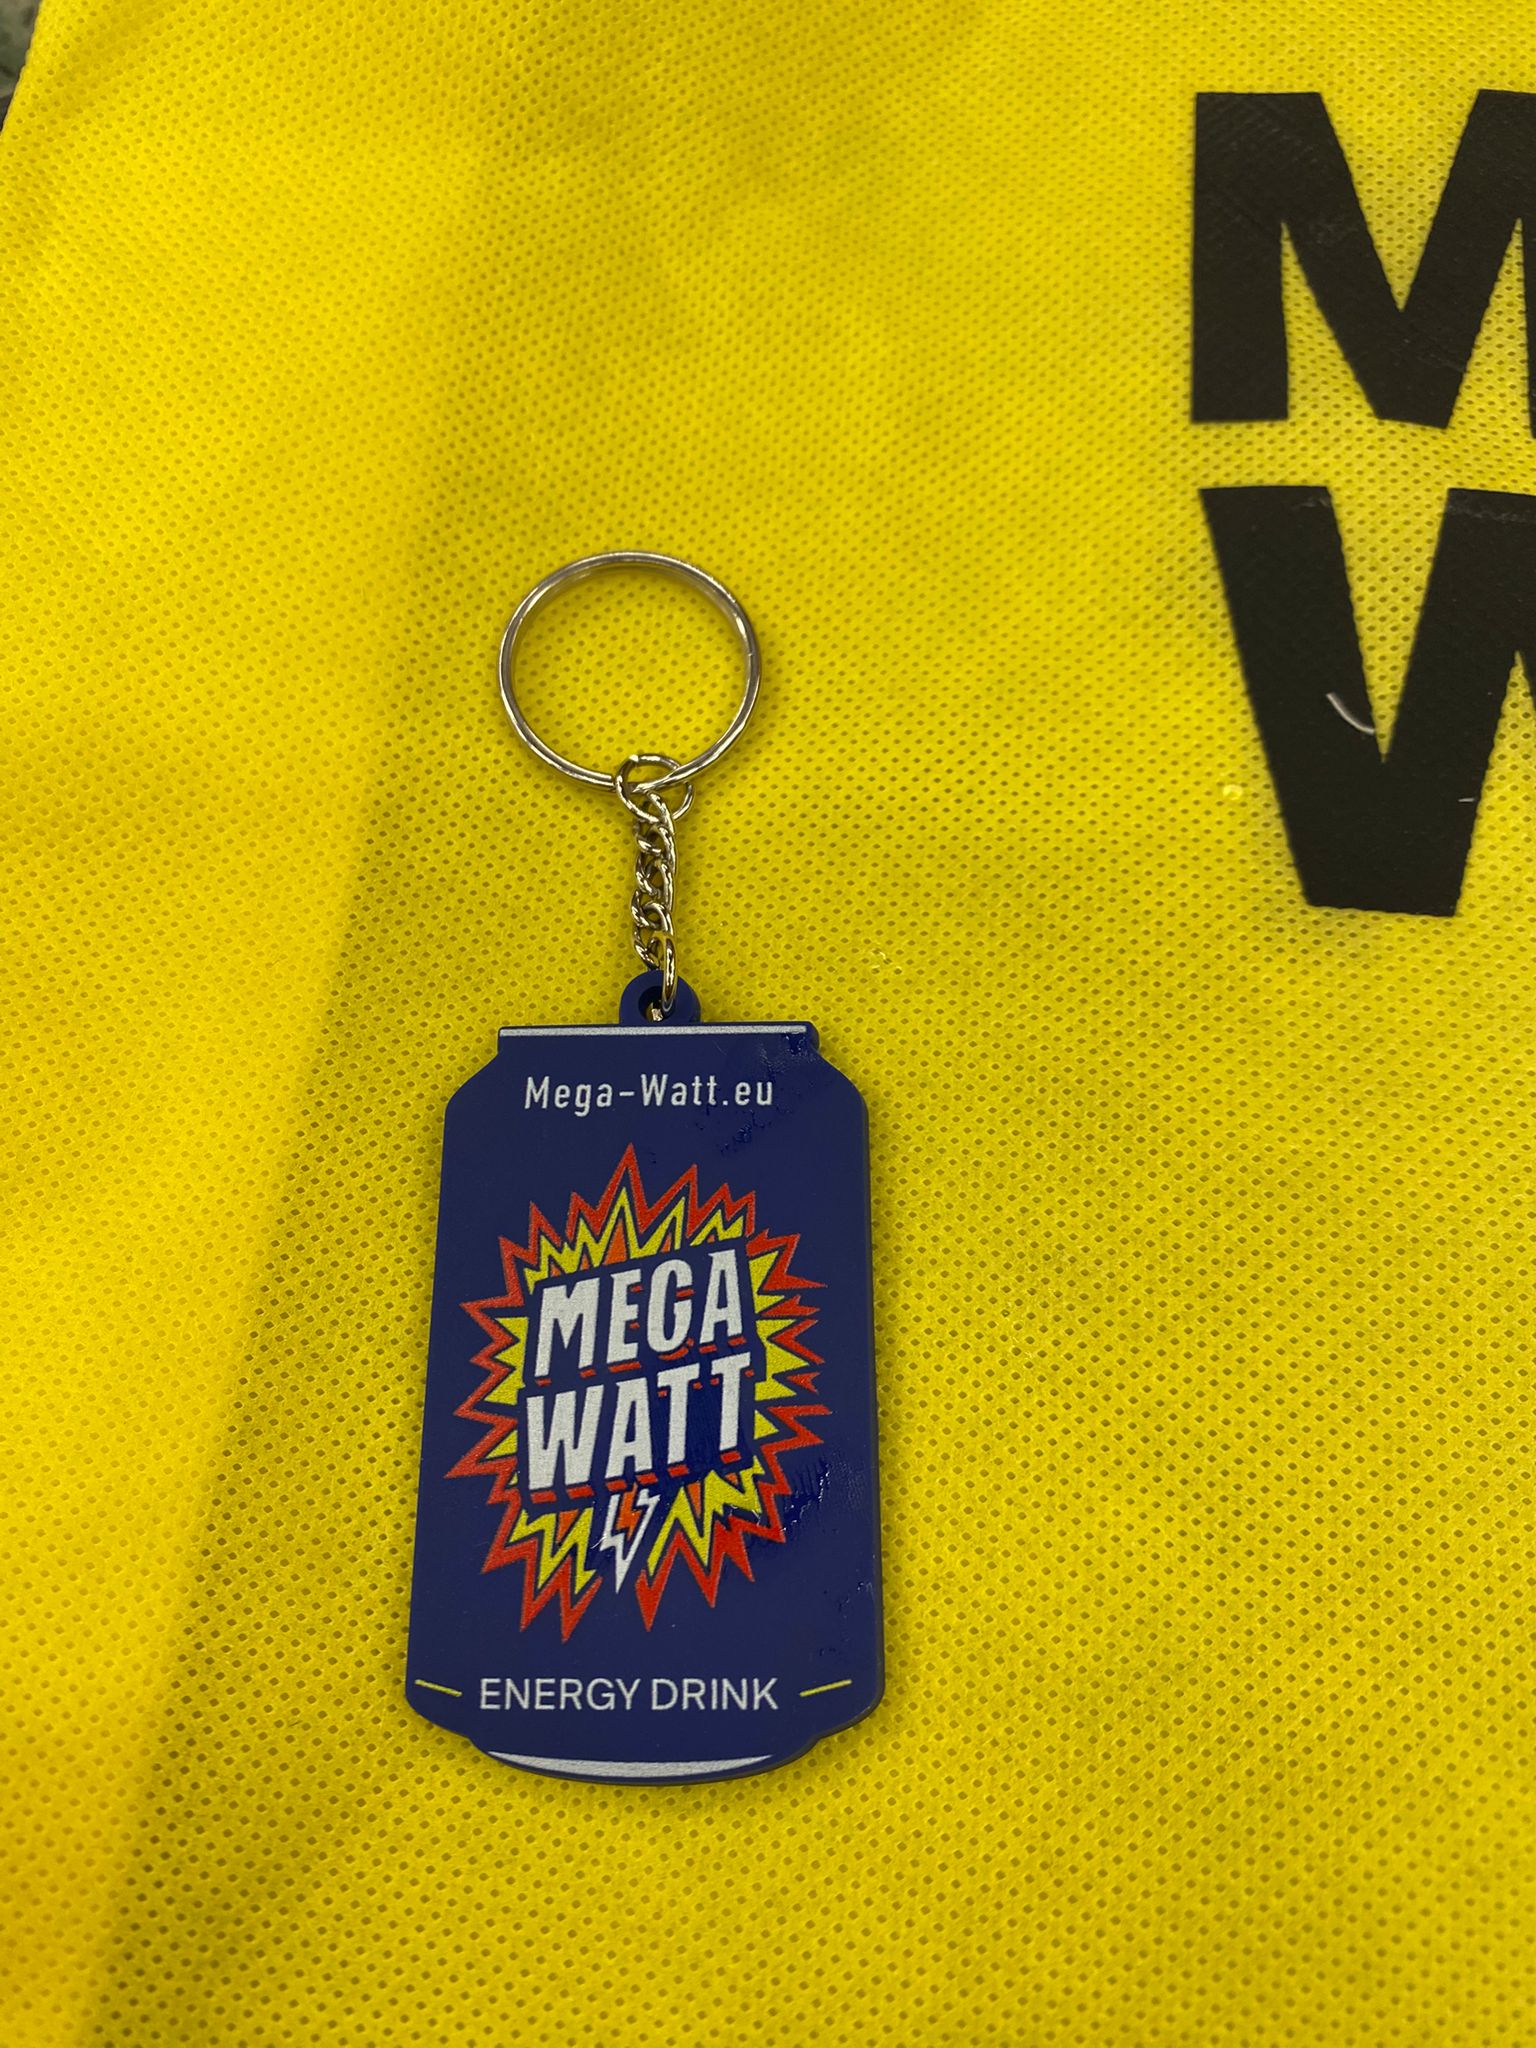 M
W
Mega-Watt.eu
MEGA
WATT
ENERGY DRINK